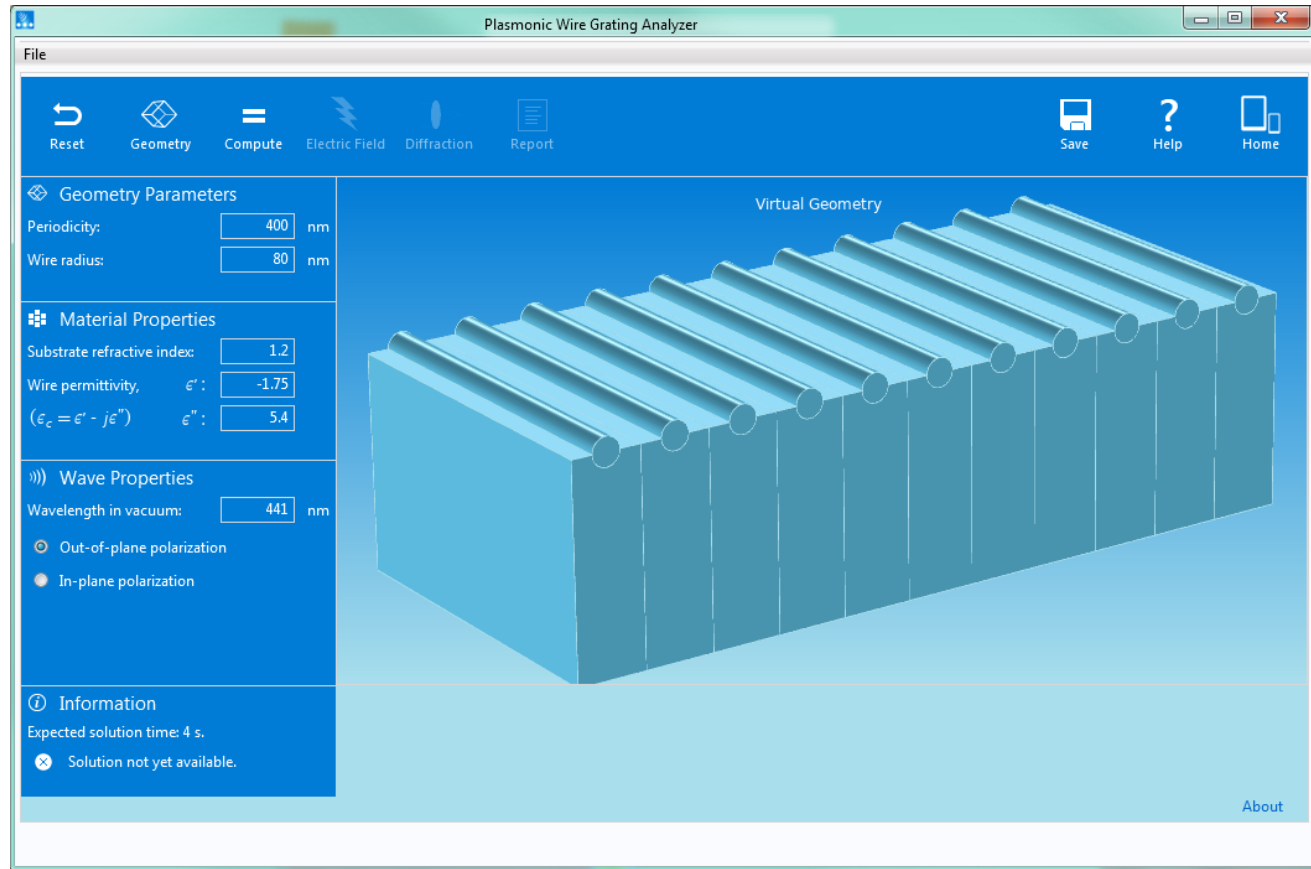 Plasmonic Wire Grating Analyzer
File
Reset Geometry Compute Electric Field Diffraction Report Save Help Home
Geometry Parameters
Periodicity: 400 nm
Wire radius: 80 nm
Material Properties
Substrate refractive index: 1.2
Wire permittivity, ϵ′ : -1.75
(ϵc = ϵ′ - jϵ″) ϵ″ : 5.4
Wave Properties
Wavelength in vacuum: 441 nm
Out-of-plane polarization
In-plane polarization
Information
Expected solution time: 4 s.
Solution not yet available.
Virtual Geometry
About